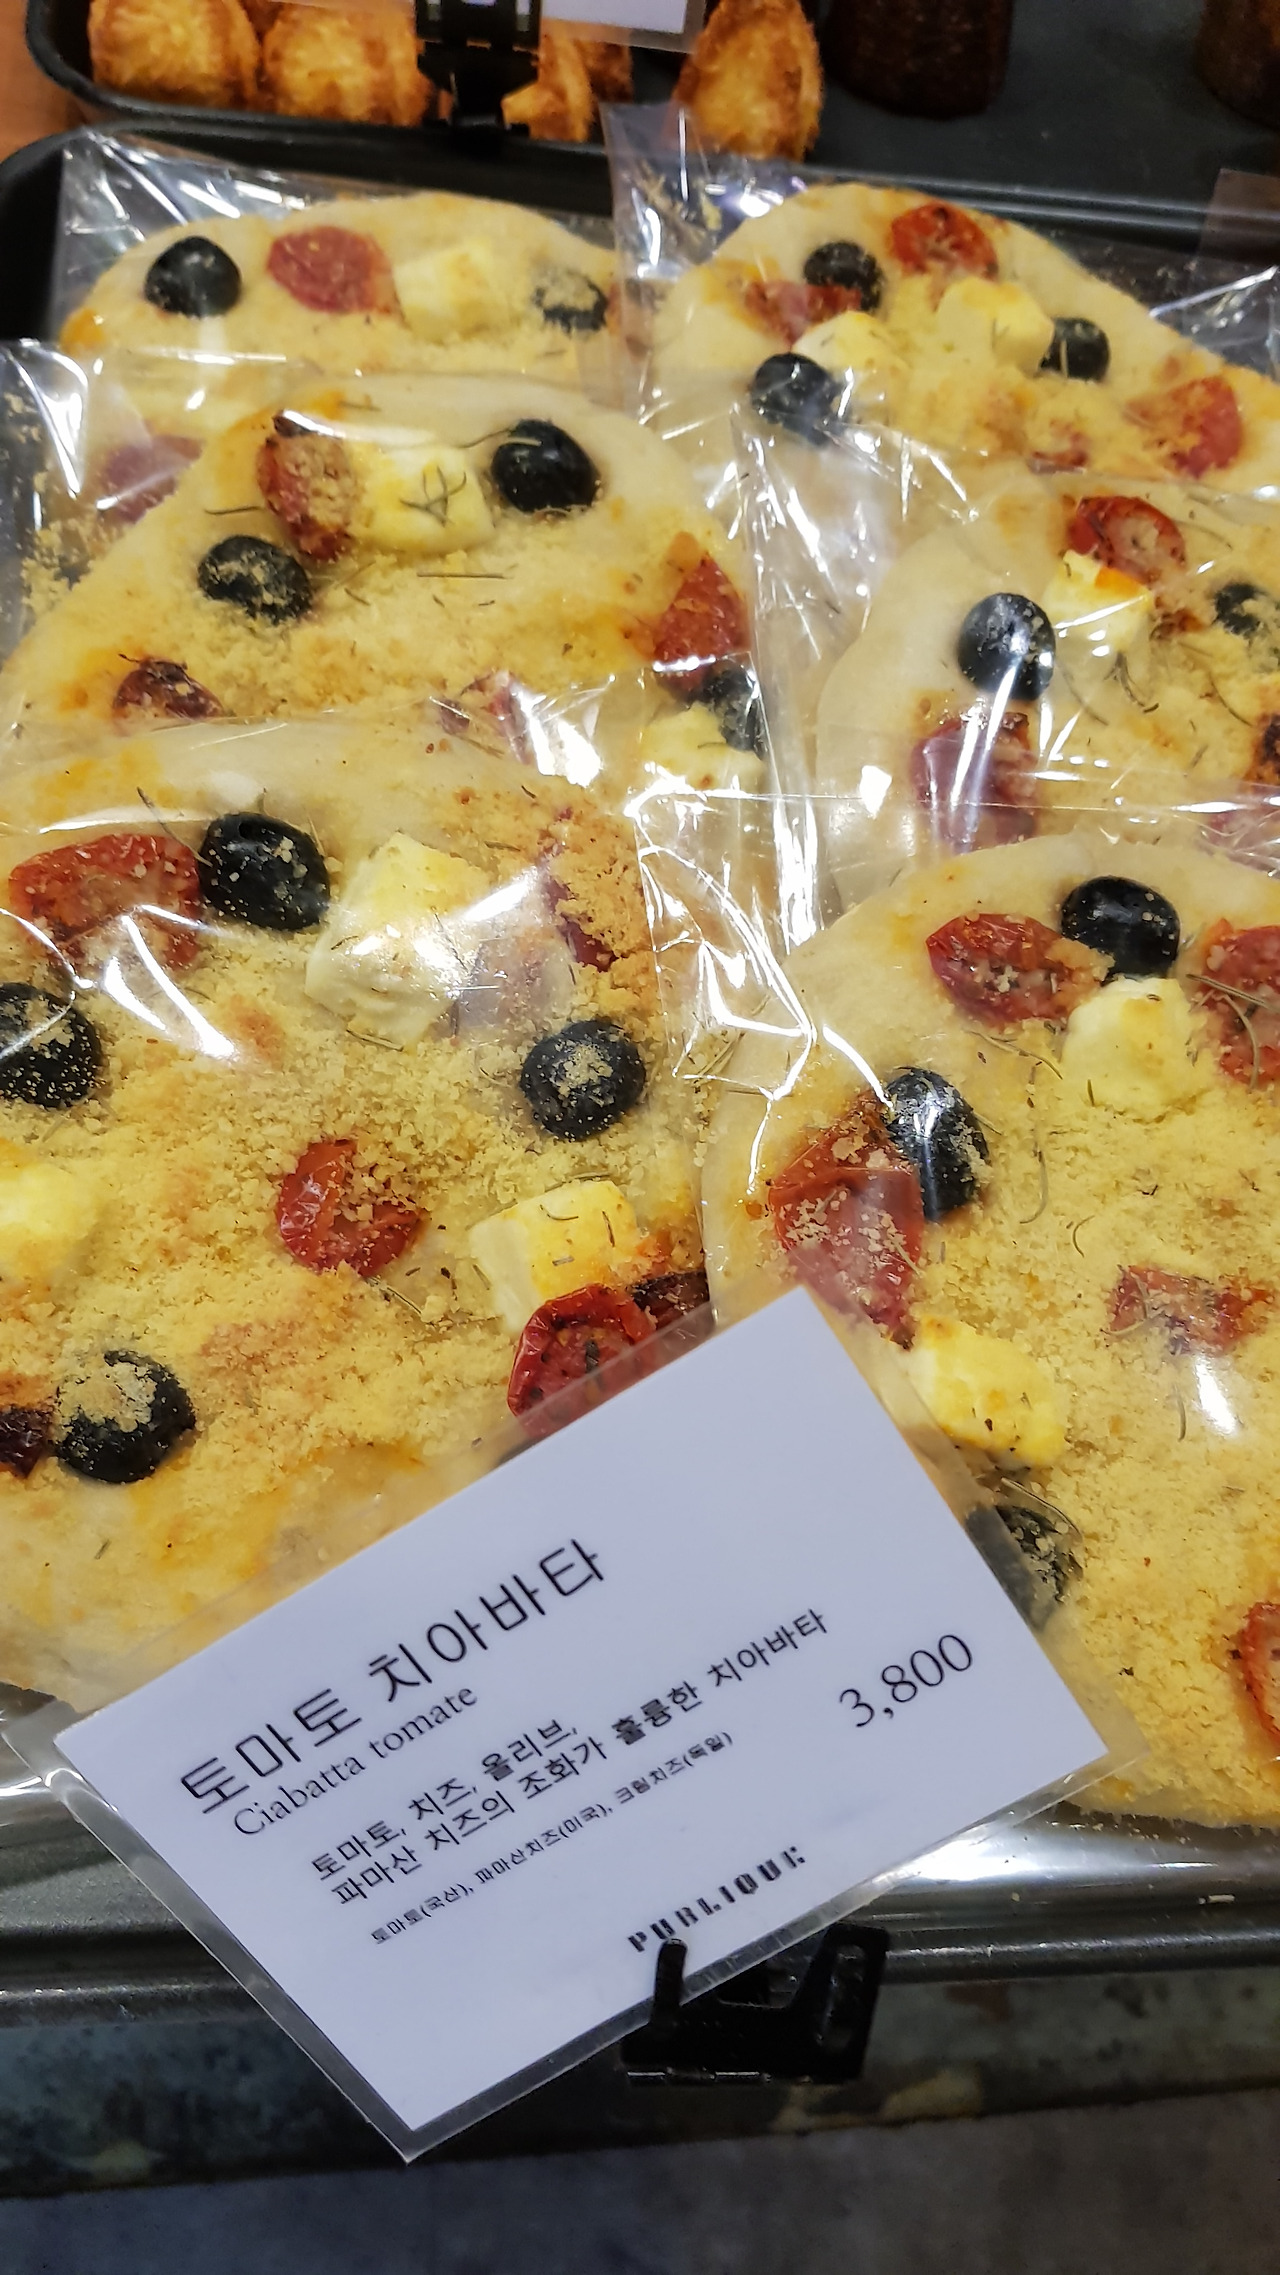 토마토 치아바타
Ciabatta tomate
토마토, 치즈, 올리브,
파마산 치즈의 조화가 훌륭한 치아바타
토마토(국산), 파마산치즈(미국), 크림치즈(독일)
3,800
PUBLIQUE